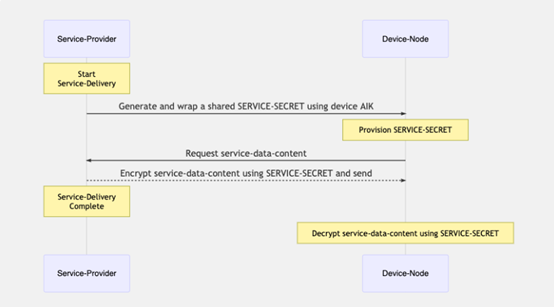 Service-Provider
Device-Node
Start
Service-Delivery
Generate and wrap a shared SERVICE-SECRET using device AIK
Provision SERVICE-SECRET
Request service-data-content
Encrypt service-data-content using SERVICE-SECRET and send
Service-Delivery
Complete
Decrypt service-data-content using SERVICE-SECRET
Service-Provider
Device-Node